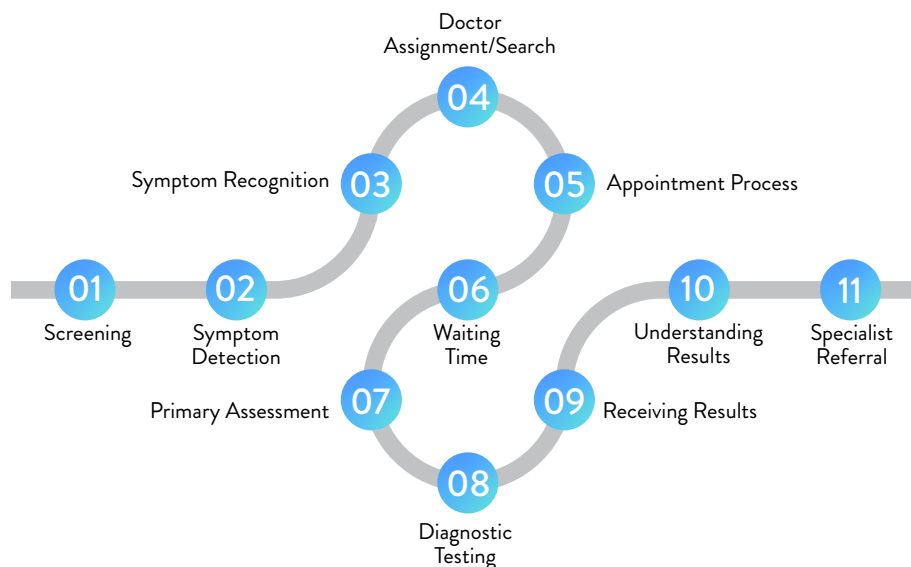 01
Screening
02
Symptom
Detection
03
Symptom Recognition
04
Doctor
Assignment/Search
05
Appointment Process
06
Waiting
Time
07
Primary Assessment
08
Diagnostic
Testing
09
Receiving Results
10
Understanding
Results
11
Specialist
Referral